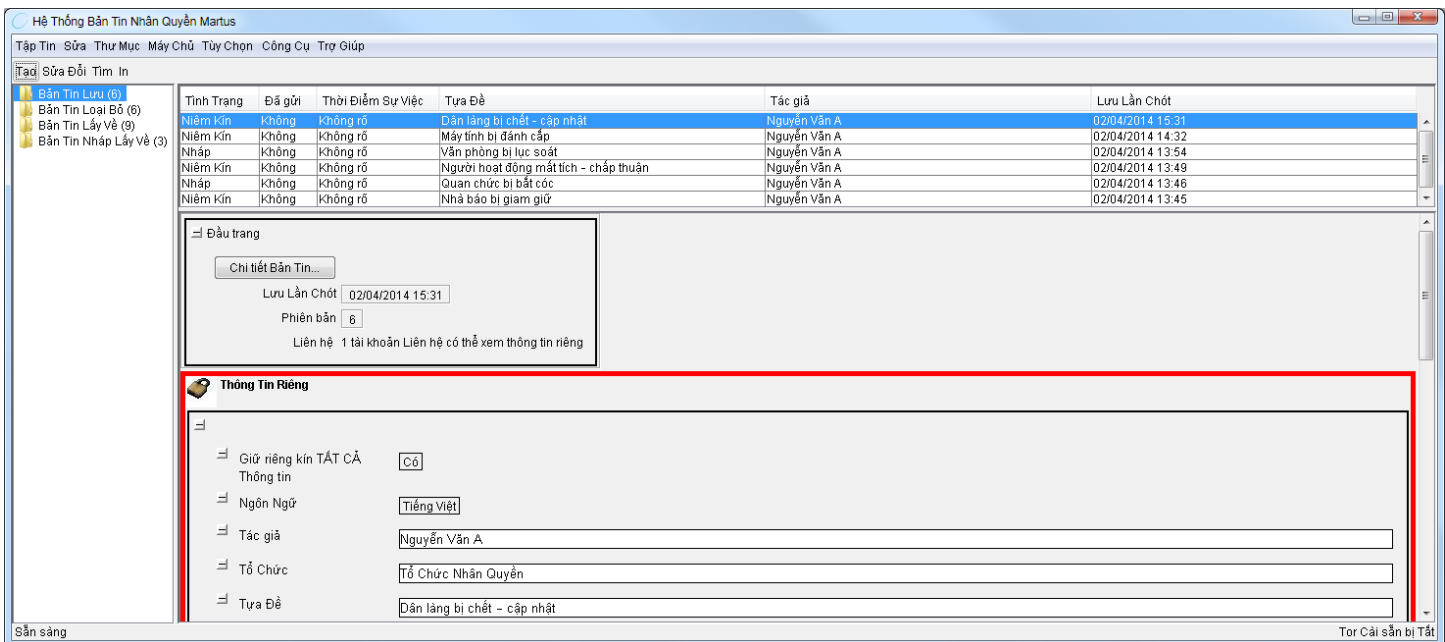 Hệ Thống Bản Tin Nhân Quyền Martus
Tập Tin Sửa Thư Mục Máy Chủ Tùy Chọn Công Cụ Trợ Giúp
Tạo Sửa Đổi Tìm In
Bản Tin Lưu (6)
Bản Tin Loại Bỏ (6)
Bản Tin Lấy Về (9)
Bản Tin Nháp Lấy Về (3)
Tình Trạng Đã gửi Thời Điểm Sự Việc Tựa Đề Tác giả Lưu Lần Chót
Niêm Kín Không Không rõ Dân làng bị chết - cập nhật Nguyễn Văn A 02/04/2014 15:31
Niêm Kín Không Không rõ Máy tính bị đánh cắp Nguyễn Văn A 02/04/2014 14:32
Nháp Không Không rõ Văn phòng bị lục soát Nguyễn Văn A 02/04/2014 13:54
Niêm Kín Không Không rõ Người hoạt động mất tích - chấp thuận Nguyễn Văn A 02/04/2014 13:49
Nháp Không Không rõ Quan chức bị bắt cóc Nguyễn Văn A 02/04/2014 13:46
Niêm Kín Không Không rõ Nhà báo bị giam giữ Nguyễn Văn A 02/04/2014 13:45
Đầu trang
Chi tiết Bản Tin...
Lưu Lần Chót 02/04/2014 15:31
Phiên bản 6
Liên hệ 1 tài khoản Liên hệ có thể xem thông tin riêng
Thông Tin Riêng
Giữ riêng kín TẤT CẢ Có
Thông tin
Ngôn Ngữ Tiếng Việt
Tác giả Nguyễn Văn A
Tổ Chức Tổ Chức Nhân Quyền
Tựa Đề Dân làng bị chết - cập nhật
Sẵn sàng Tor Cài sẵn bị Tắt